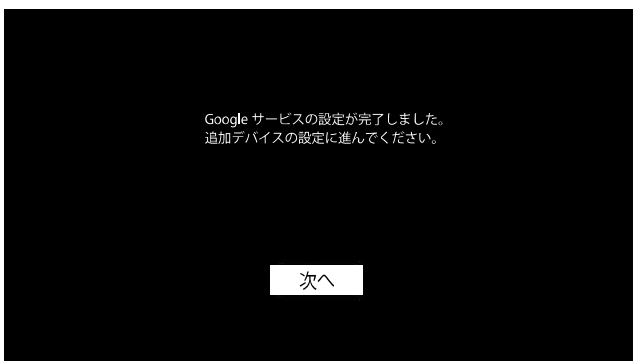 Google サービスの設定が完了しました。
追加デバイスの設定に進んでください。
次へ